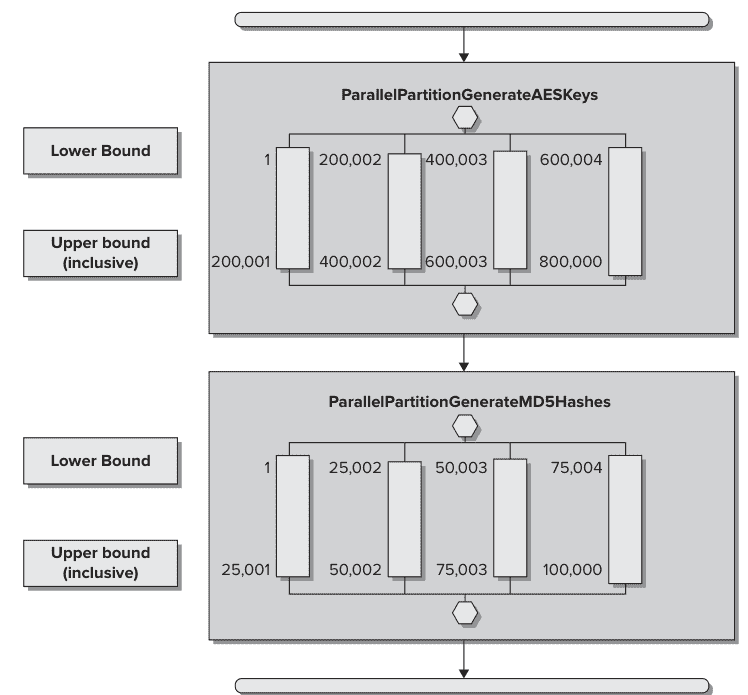 ParallelPartitionGenerateAESKeys
Lower Bound
1 200,002 400,003 600,004
Upper bound
(inclusive)
200,001 400,002 600,003 800,000
ParallelPartitionGenerateMD5Hashes
Lower Bound
1 25,002 50,003 75,004
Upper bound
(inclusive)
25,001 50,002 75,003 100,000